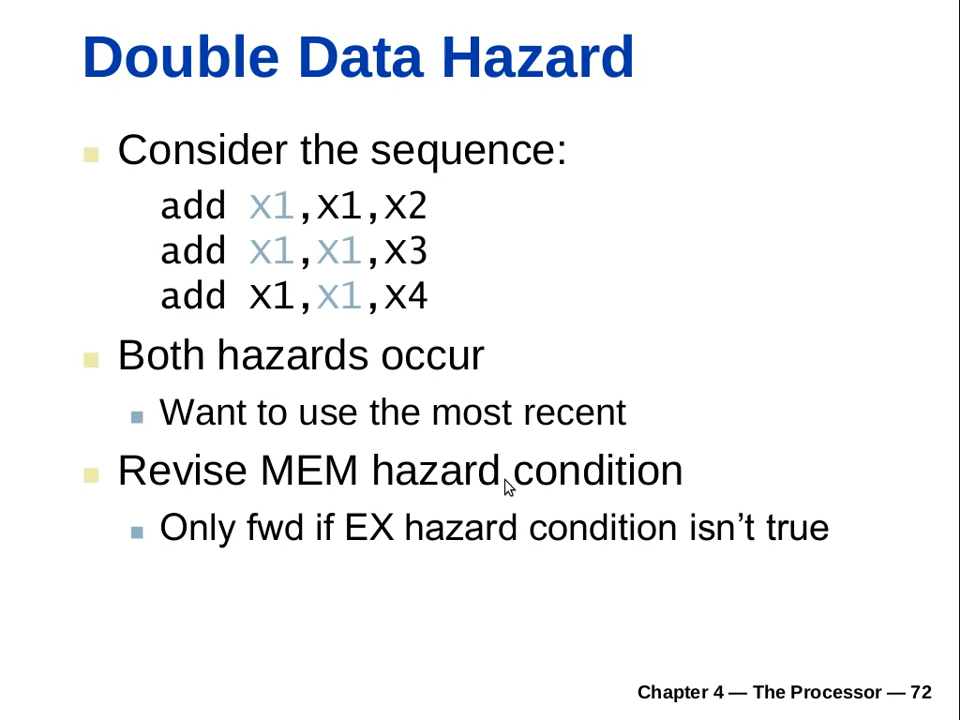 Double Data Hazard
Consider the sequence:
add x1,x1,x2
add x1,x1,x3
add x1,x1,x4
Both hazards occur
Want to use the most recent
Revise MEM hazard condition
Only fwd if EX hazard condition isn’t true
Chapter 4 — The Processor — 72